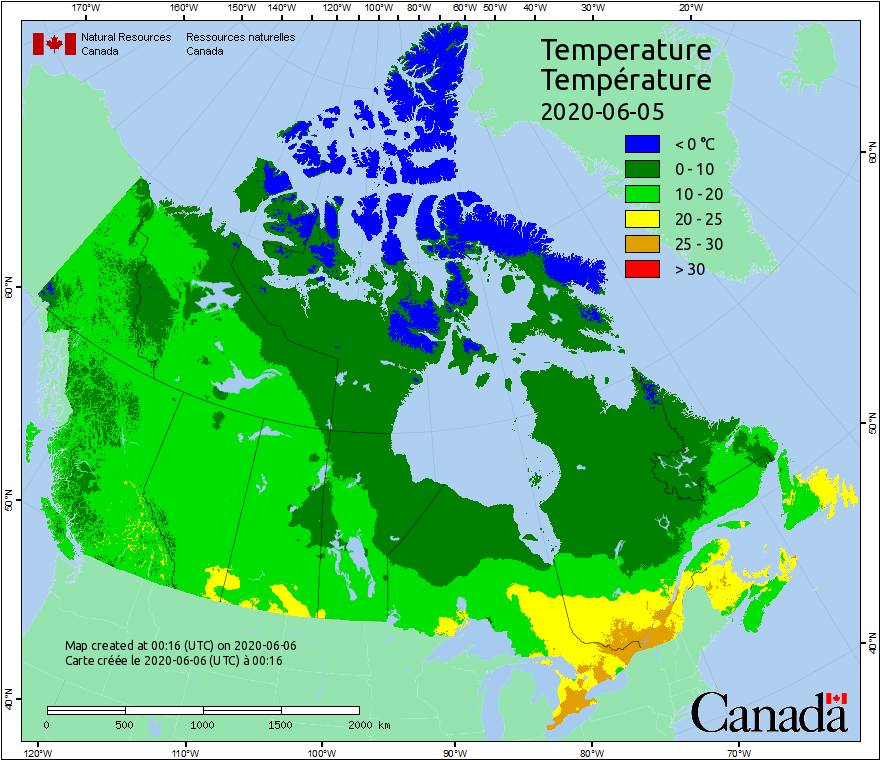 170°W 160°W 150°W 140°W 130°W 120°W 110°W 100°W 90°W 80°W 70°W 60°W 50°W 40°W 30°W 20°W
Natural Resources Ressources naturelles
Canada Canada
Temperature
Température
2020-06-05
< 0 °C
0 - 10
10 - 20
20 - 25
25 - 30
> 30
60°N 60°N
50°N 50°N
40°N 40°N
Map created at 00:16 (UTC) on 2020-06-06
Carte créée le 2020-06-06 (UTC) à 00:16
0 500 1000 1500 2000 km
Canada
120°W 110°W 100°W 90°W 80°W 70°W